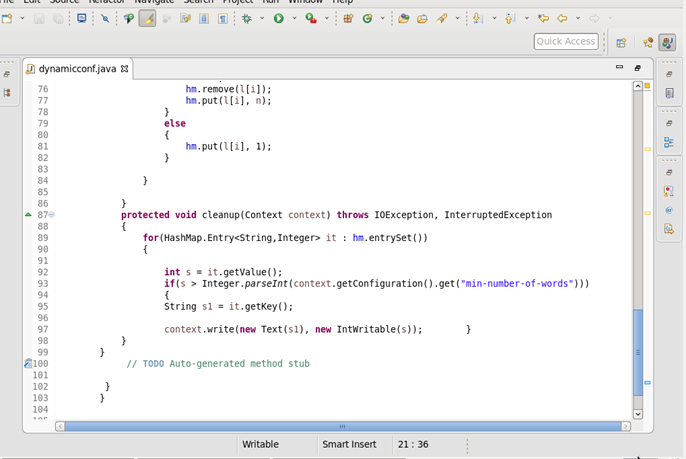 File Edit Source Refactor Navigate Search Project Run Window Help
Quick Access
dynamicconf.java
76 hm.remove(l[i]);
77 hm.put(l[i], n);
78 }
79 else
80 {
81 hm.put(l[i], 1);
82 }
83
84 }
85
86 }
87 protected void cleanup(Context context) throws IOException, InterruptedException
88 {
89 for(HashMap.Entry<String,Integer> it : hm.entrySet())
90 {
91
92 int s = it.getValue();
93 if(s > Integer.parseInt(context.getConfiguration().get("min-number-of-words")))
94 {
95 String s1 = it.getKey();
96
97 context.write(new Text(s1), new IntWritable(s)); }
98 }
99 }
100 // TODO Auto-generated method stub
101
102 }
103 }
104
Writable Smart Insert 21 : 36